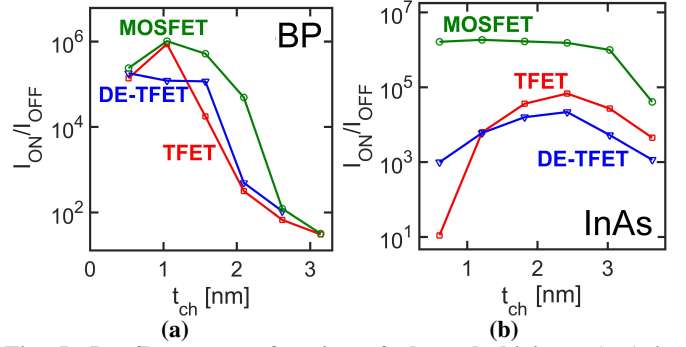 MOSFET
BP
10^6
DE-TFET
10^4
TFET
10^2
I_ON/I_OFF
0 1 2 3
t_ch [nm]
(a)
10^7
MOSFET
10^5
TFET
10^3
DE-TFET
10^1
InAs
I_ON/I_OFF
1 2 3
t_ch [nm]
(b)